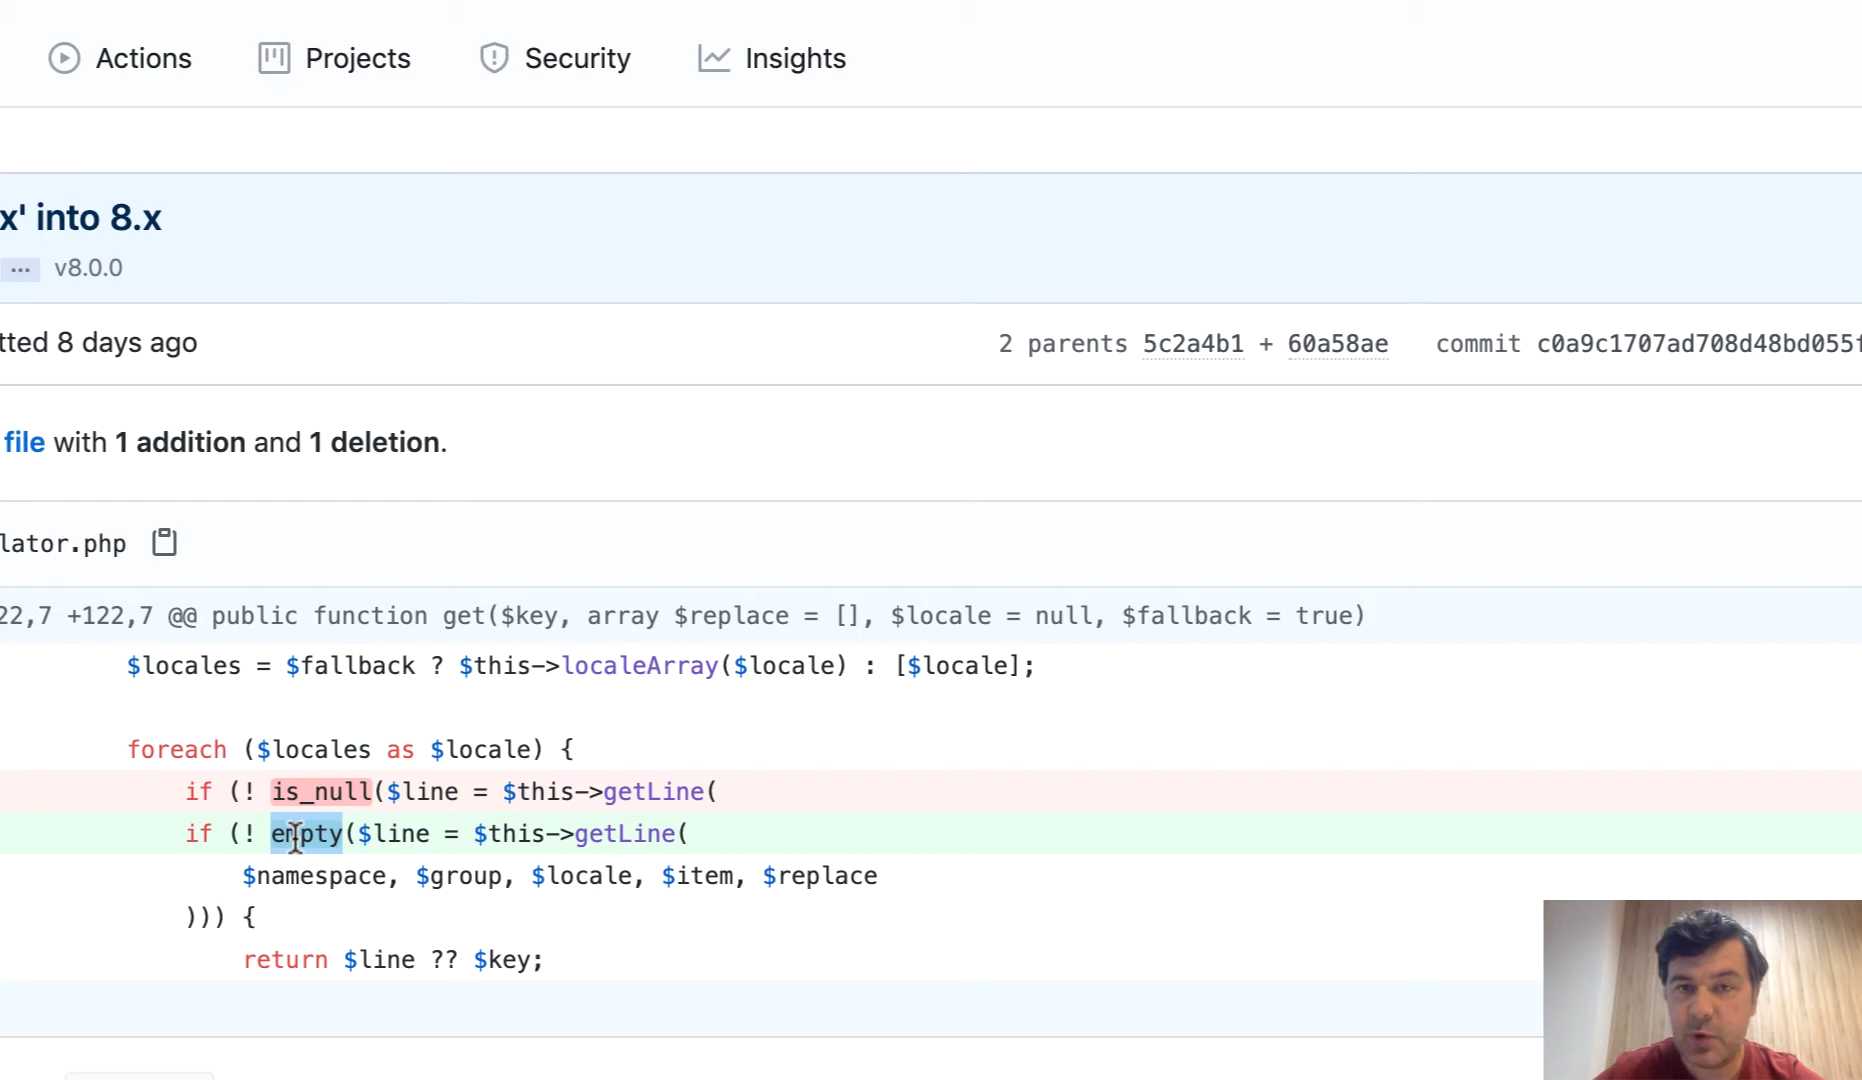 Actions Projects Security Insights
x' into 8.x
… v8.0.0
tted 8 days ago 2 parents 5c2a4b1 + 60a58ae commit c0a9c1707ad708d48bd055f
file with 1 addition and 1 deletion.
lator.php
22,7 +122,7 @@ public function get($key, array $replace = [], $locale = null, $fallback = true)
$locales = $fallback ? $this->localeArray($locale) : [$locale];
foreach ($locales as $locale) {
if (! is_null($line = $this->getLine(
if (! empty($line = $this->getLine(
$namespace, $group, $locale, $item, $replace
))) {
return $line ?? $key;